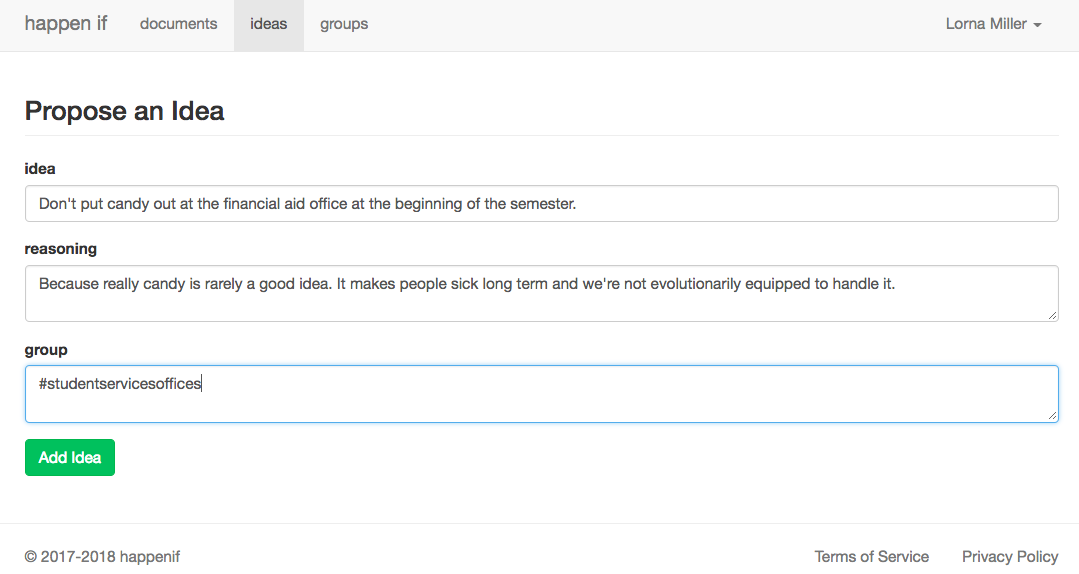 happen if documents ideas groups Lorna Miller
Propose an Idea
idea
Don't put candy out at the financial aid office at the beginning of the semester.
reasoning
Because really candy is rarely a good idea. It makes people sick long term and we're not evolutionarily equipped to handle it.
group
#studentservicesoffices
Add Idea
© 2017-2018 happenif Terms of Service Privacy Policy